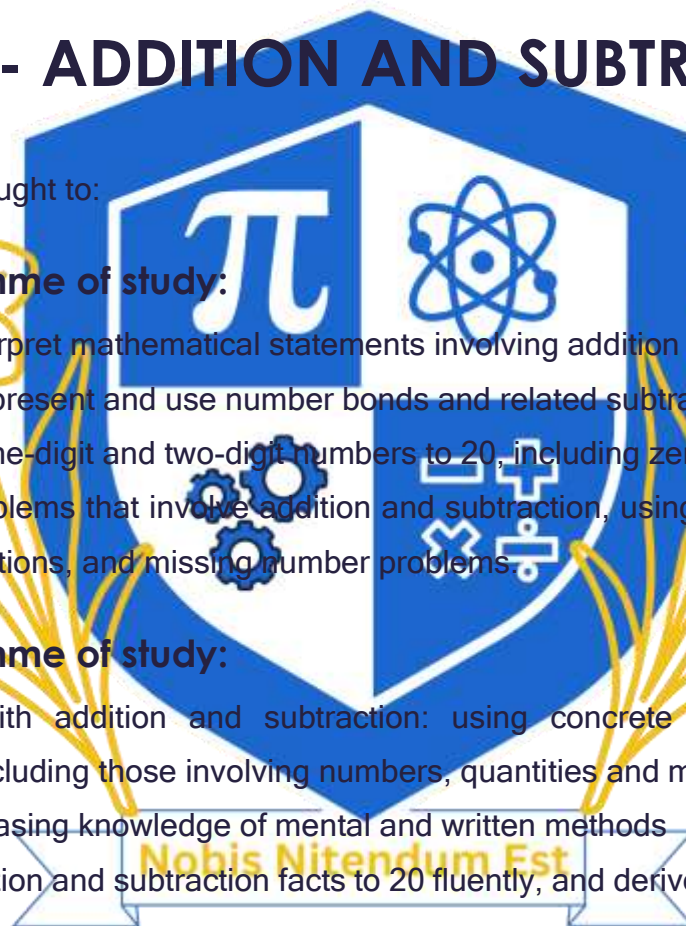 - ADDITION AND SUBTR
ught to:
me of study:
rpret mathematical statements involving addition
present and use number bonds and related subtra
ne-digit and two-digit numbers to 20, including zer
blems that involve addition and subtraction, using
tions, and missing number problems.
me of study:
ith addition and subtraction: using concrete
cluding those involving numbers, quantities and m
asing knowledge of mental and written methods
Nobis Nitendum Est
tion and subtraction facts to 20 fluently, and derive